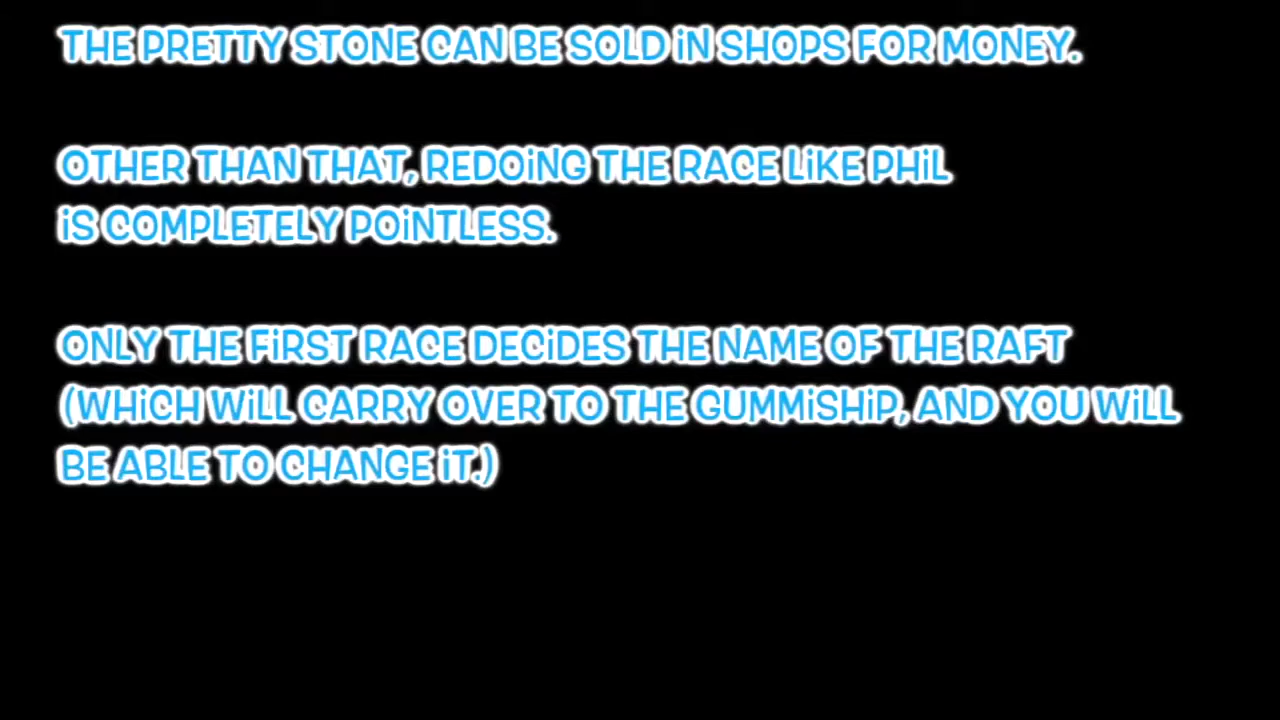 THE PRETTY STONE CAN BE SOLD iN SHOPS FOR MONEY.
OTHER THAN THAT, REDOiNG THE RACE LiKE PHiL
iS COMPLETELY POiNTLESS.
ONLY THE FiRST RACE DECiDES THE NAME OF THE RAFT
(WHiCH WiLL CARRY OVER TO THE GUMMiSHiP, AND YOU WiLL
BE ABLE TO CHANGE iT.)